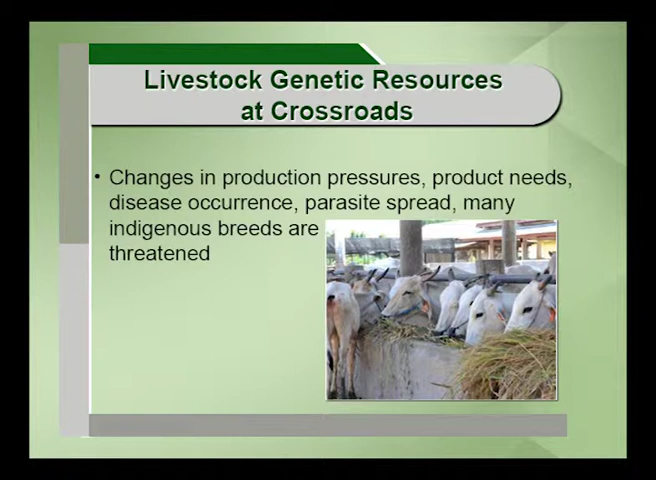 Livestock Genetic Resources
at Crossroads
• Changes in production pressures, product needs,
disease occurrence, parasite spread, many
indigenous breeds are
threatened